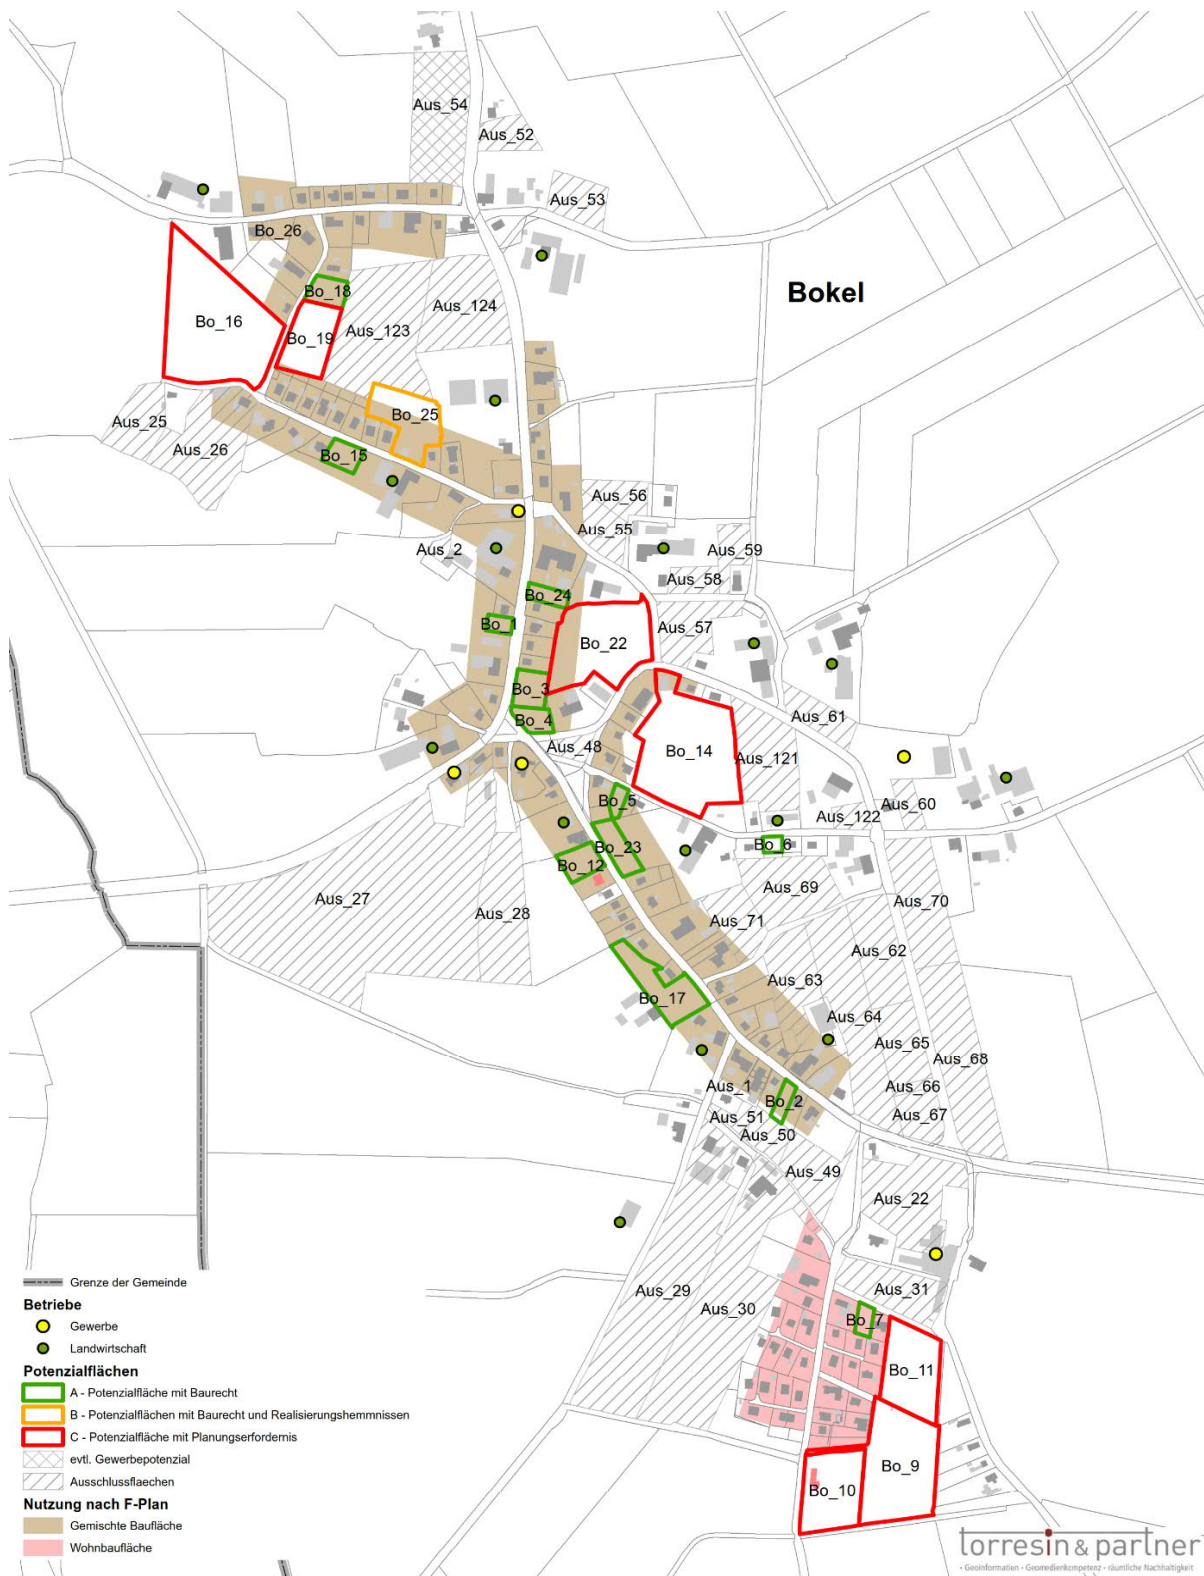 Aus_54
Aus_52
Aus_53
Bo_26
Bokel
Bo_18
Aus_124
Bo_16
Bo_19
Aus_123
Aus_25
Bo_25
Aus_26
Bo_15
Aus_56
Aus_55
Aus_2
Aus_59
Aus_58
Bo_24
Bo_1
Aus_57
Bo_22
Bo_3
Aus_61
Bo_4
Aus_48
Bo_14
Aus_121
Bo_5
Aus_60
Aus_122
Bo_23
Bo_6
Bo_12
Aus_69
Aus_27
Aus_28
Aus_70
Aus_71
Aus_62
Aus_63
Bo_17
Aus_64
Aus_65
Aus_68
Aus_1
Aus_66
Bo_2
Aus_51
Aus_67
Aus_50
Aus_49
Aus_22
Aus_29
Aus_31
Aus_30
Bo_7
Bo_11
Bo_9
Bo_10
Grenze der Gemeinde
Betriebe
Gewerbe
Landwirtschaft
Potenzialflächen
A - Potenzialfläche mit Baurecht
B - Potenzialflächen mit Baurecht und Realisierungshemmnissen
C - Potenzialfläche mit Planungserfordernis
evtl. Gewerbepotenzial
Ausschlussflaechen
Nutzung nach F-Plan
Gemischte Baufläche
Wohnbaufläche
torresin & partner
• Geoinformation • Geomedienkompetenz • räumliche Nachhaltigkeit